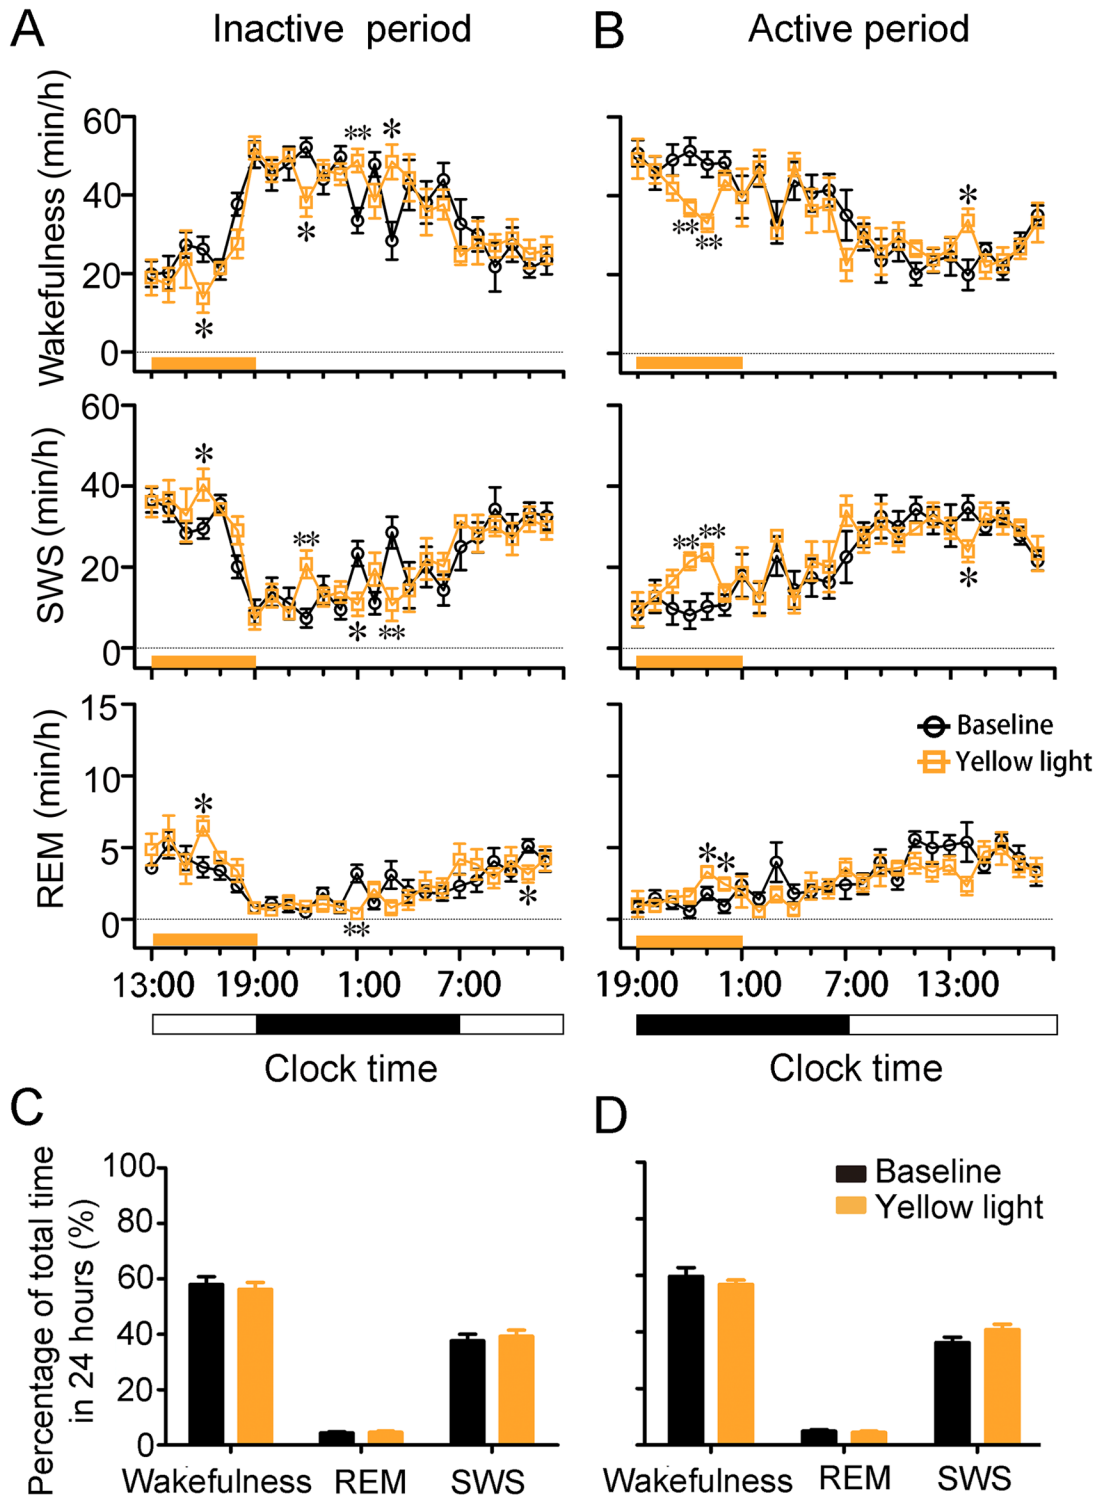 A Inactive period B Active period
Wakefulness (min/h)
60
40
20
0
** *
*
*
** **
*
SWS (min/h)
60
40
20
0
*
**
* **
** **
*
REM (min/h)
15
10
5
0
*
**
*
* *
Baseline
Yellow light
13:00 19:00 1:00 7:00
19:00 1:00 7:00 13:00
Clock time Clock time
C D
Percentage of total time
in 24 hours (%)
100
80
60
40
20
0
Baseline
Yellow light
Wakefulness REM SWS
Wakefulness REM SWS